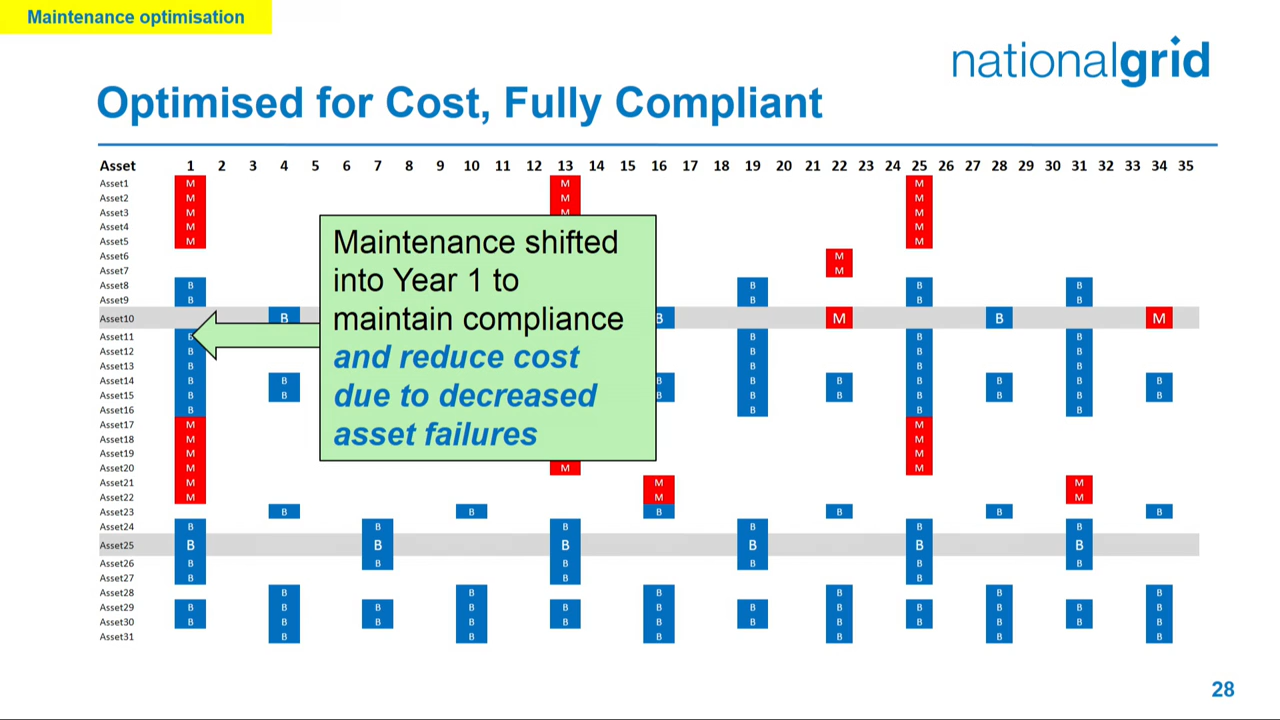 Maintenance optimisation
nationalgrid
Optimised for Cost, Fully Compliant
Asset 1 2 3 4 5 6 7 8 9 10 11 12 13 14 15 16 17 18 19 20 21 22 23 24 25 26 27 28 29 30 31 32 33 34 35
Asset1 M M M
Asset2 M M M
Asset3 M M M
Asset4 M M
Asset5 M M
Asset6 M
Asset7 M
Asset8 B B B B
Asset9 B B B B
Asset10 B B M B M
Asset11 B B B B
Asset12 B B B B
Asset13 B B B B
Asset14 B B B B B B B B
Asset15 B B B B B B B B
Asset16 B B B B
Asset17 M M
Asset18 M M
Asset19 M M
Asset20 M M M
Asset21 M M M
Asset22 M M M
Asset23 B B B B B B
Asset24 B B B B B B
Asset25 B B B B B B
Asset26 B B B B B B
Asset27 B B B
Asset28 B B B B B B
Asset29 B B B B B B B B B B B B
Asset30 B B B B B B B B B B B B
Asset31 B B B B B B
Maintenance shifted
into Year 1 to
maintain compliance
and reduce cost
due to decreased
asset failures
28